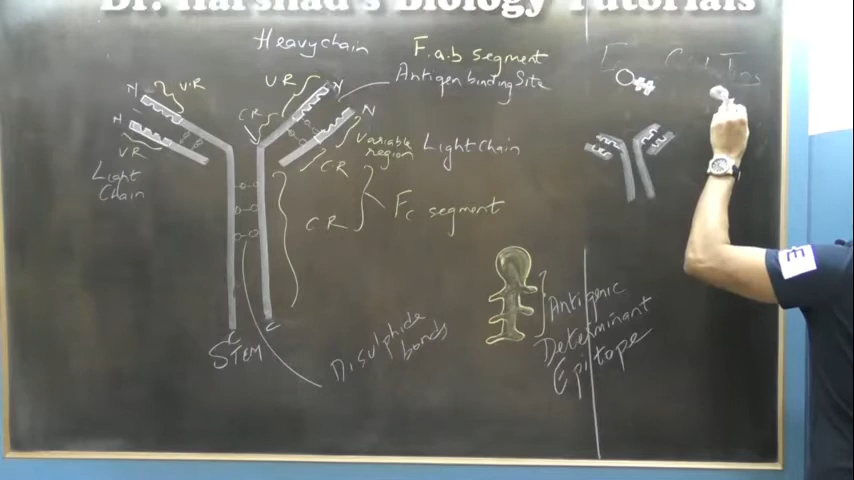 Dr. Harshad's Biology Tutorials
Heavy chain
F.a.b segment
Antigen binding Site
N
V.R
V R
N
N
N
C R
V R
variable region
Light Chain
C R
Light Chain
C R
Fc segment
C
C
STEM
Disulphide bonds
Antigenic
Determinant
Epitope
E